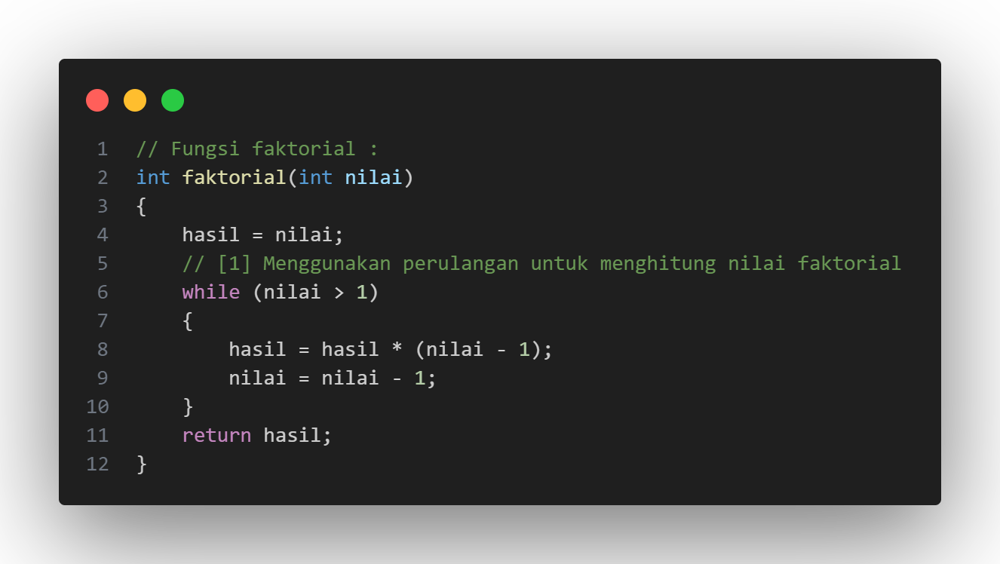 1 // Fungsi faktorial :
2 int faktorial(int nilai)
3 {
4     hasil = nilai;
5     // [1] Menggunakan perulangan untuk menghitung nilai faktorial
6     while (nilai > 1)
7     {
8         hasil = hasil * (nilai - 1);
9         nilai = nilai - 1;
10     }
11     return hasil;
12 }